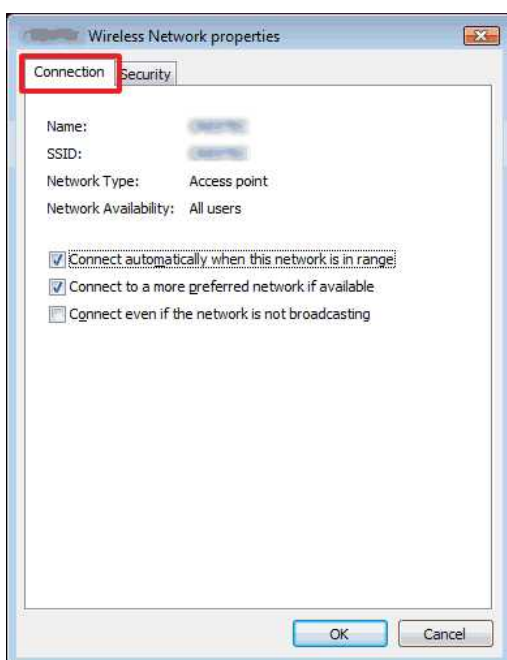 Wireless Network properties
Connection
Security
Name:
SSID:
Network Type: Access point
Network Availability: All users
Connect automatically when this network is in range
Connect to a more preferred network if available
Connect even if the network is not broadcasting
OK
Cancel